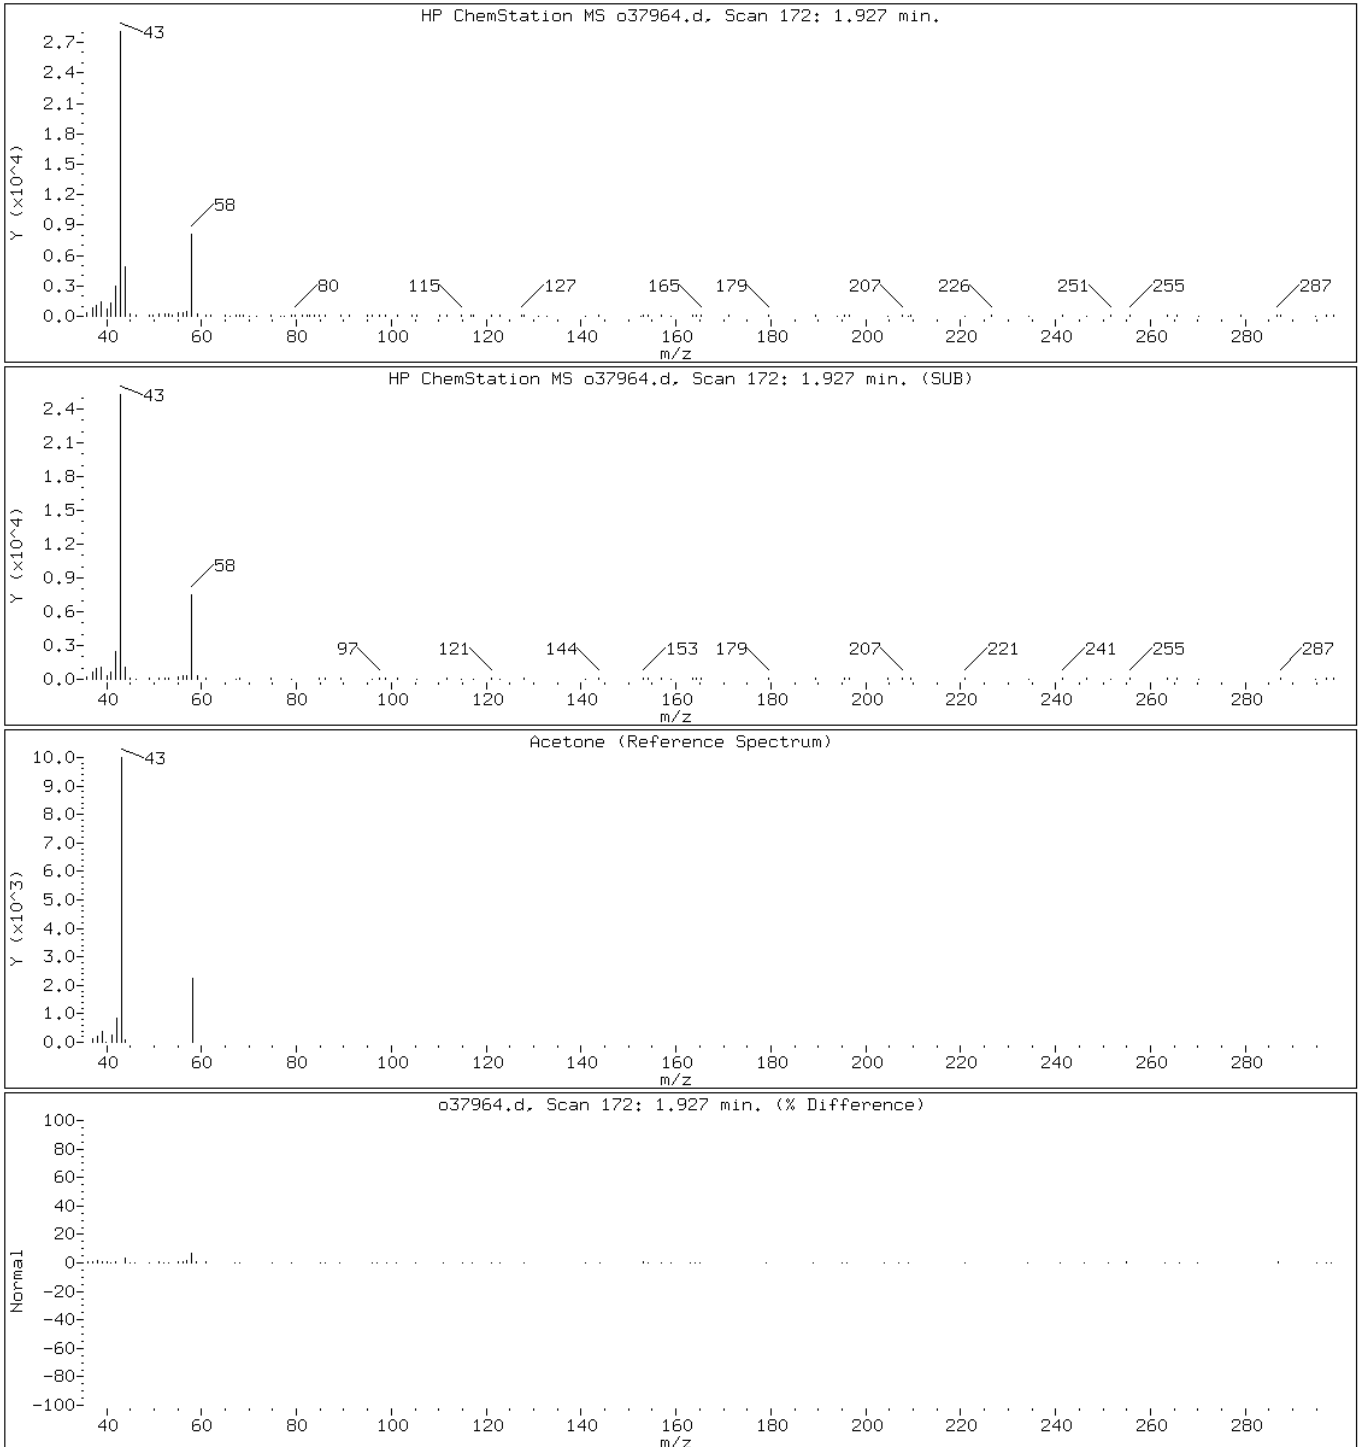 HP ChemStation MS o37964.d, Scan 172: 1.927 min.
43
2.7-
2.4-
2.1-
1.8-
1.5-
1.2-
0.9-
0.6-
0.3-
0.0-
Y (x10^4)
58
80 115 127 165 179 207 226 251 255 287
40 60 80 100 120 140 160 180 200 220 240 260 280
m/z
HP ChemStation MS o37964.d, Scan 172: 1.927 min. (SUB)
43
2.4-
2.1-
1.8-
1.5-
1.2-
0.9-
0.6-
0.3-
0.0-
Y (x10^4)
58
97 121 144 153 179 207 221 241 255 287
40 60 80 100 120 140 160 180 200 220 240 260 280
m/z
Acetone (Reference Spectrum)
43
10.0-
9.0-
8.0-
7.0-
6.0-
5.0-
4.0-
3.0-
2.0-
1.0-
0.0-
Y (x10^3)
40 60 80 100 120 140 160 180 200 220 240 260 280
m/z
o37964.d, Scan 172: 1.927 min. (% Difference)
100-
80-
60-
40-
20-
0-
-20-
-40-
-60-
-80-
-100-
Normal
40 60 80 100 120 140 160 180 200 220 240 260 280
m/z